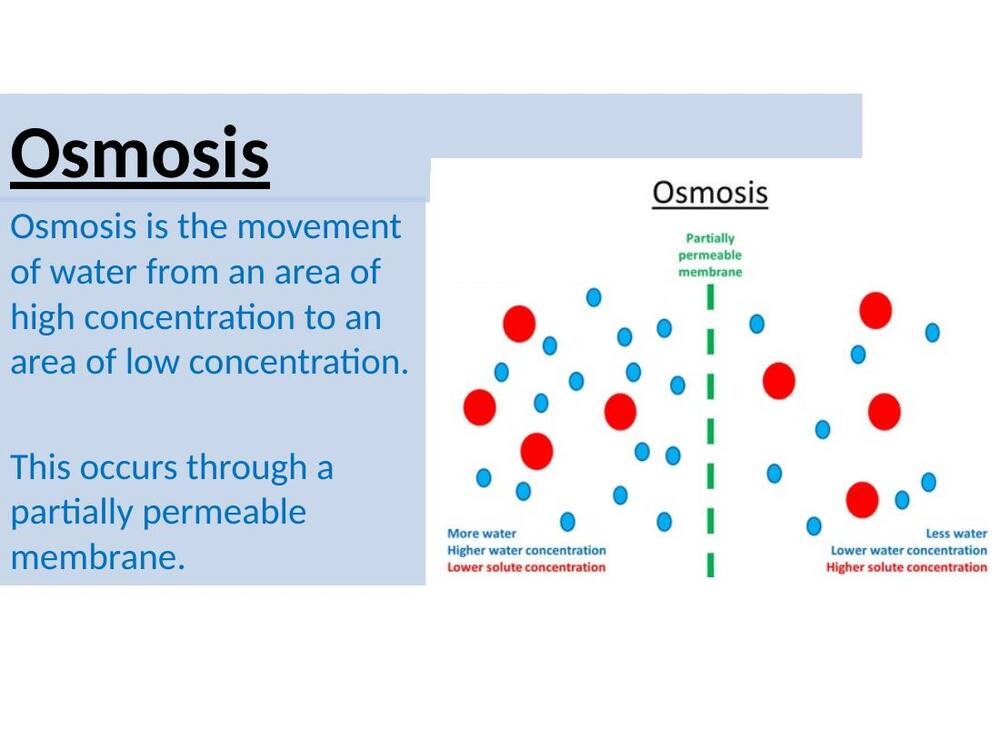 Osmosis
Osmosis is the movement
of water from an area of
high concentration to an
area of low concentration.
This occurs through a
partially permeable
membrane.
Osmosis
Partially
permeable
membrane
More water
Higher water concentration
Lower solute concentration
Less water
Lower water concentration
Higher solute concentration